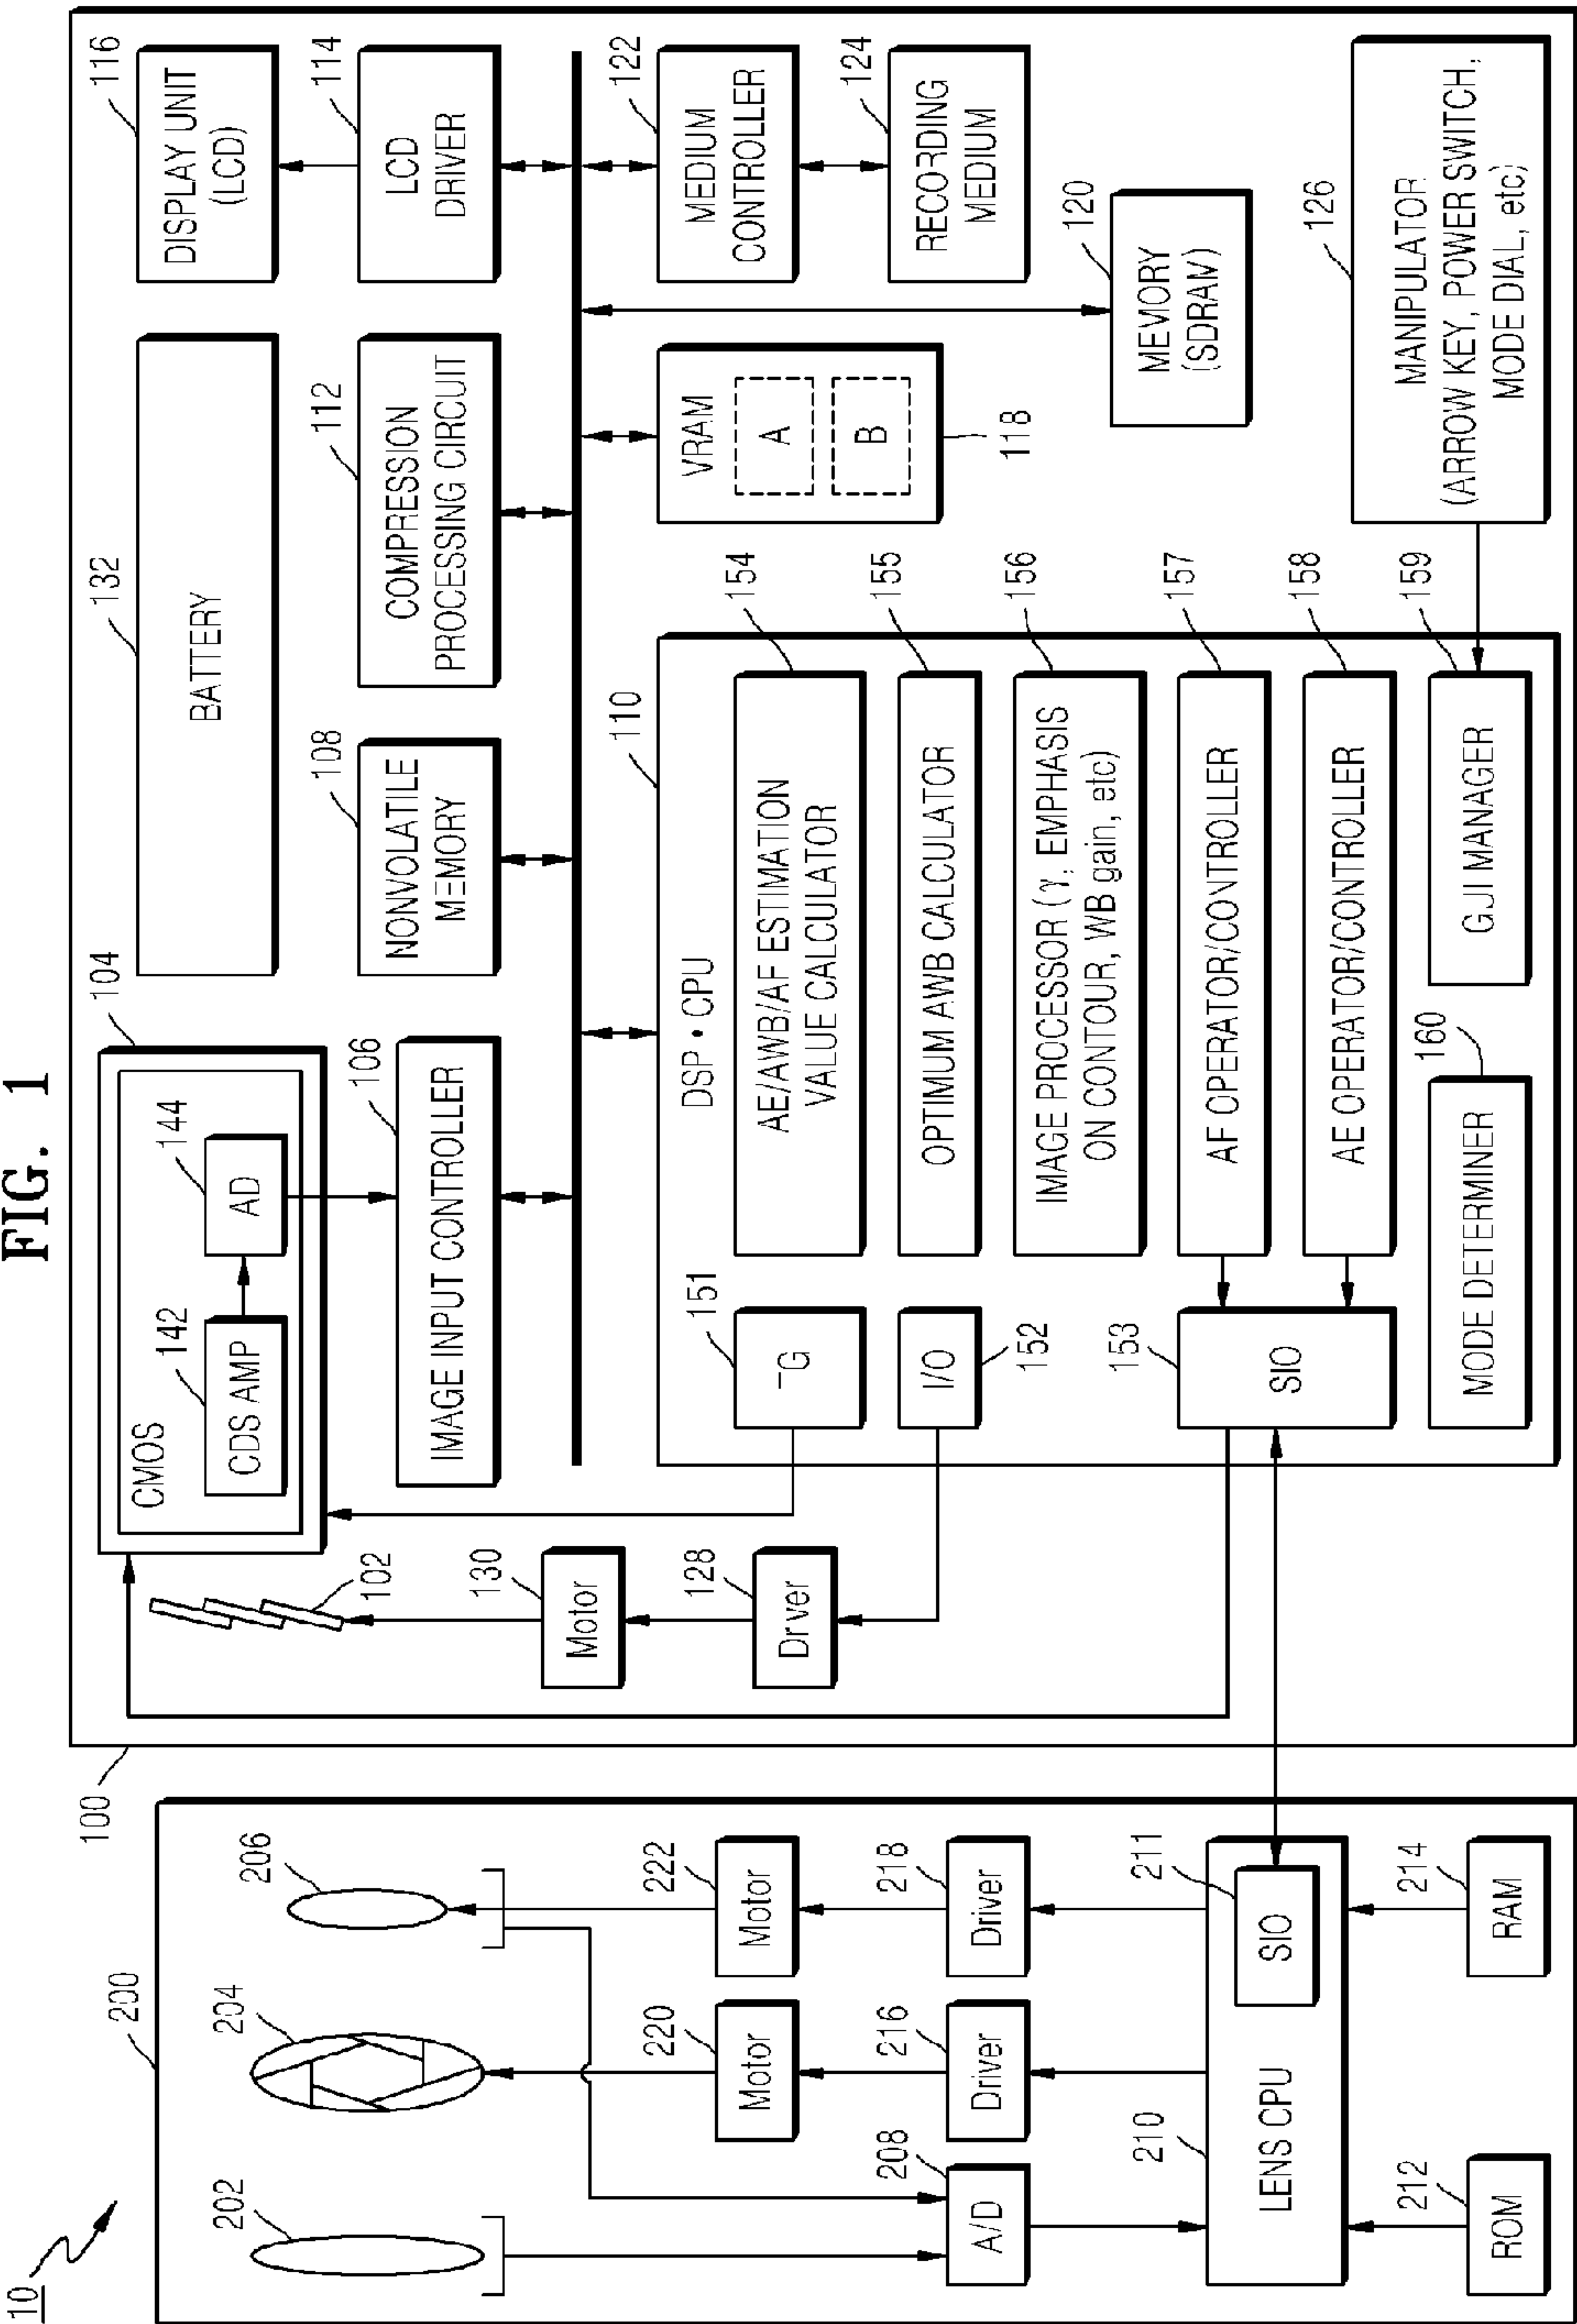 FIG. 1
10
200
202
204
206
208
A/D
220
Motor
222
Motor
216
Driver
218
Driver
210
LENS CPU
211
SIO
212
ROM
214
RAM
100
104
CMOS
142
CDS AMP
144
AD
102
130
Motor
128
Dr ver
106
IMAGE INPUT CONTROLLER
132
BATTERY
108
NONVOLATILE
MEMORY
112
COMPRESSION
PROCESSING CIRCUIT
116
DISPLAY UNIT
(LCD)
114
LCD
DRIVER
122
MEDIUM
CONTROLLER
124
RECORDING
MEDIUM
VRAM
A
B
118
120
MEMORY
(SDRAM)
126
MANIPULATOR
(ARROW KEY, POWER SWITCH,
MODE DIAL, etc)
110
DSP・CPU
151
TG
I/O
152
153
SIO
154
AE/AWB/AF ESTIMATION
VALUE CALCULATOR
155
OPTIMUM AWB CALCULATOR
156
IMAGE PROCESSOR (γ, EMPHASIS
ON CONTOUR, WB gain, etc)
157
AF OPERATOR/CONTROLLER
158
AE OPERATOR/CONTROLLER
160
MODE DETERMINER
159
GUI MANAGER